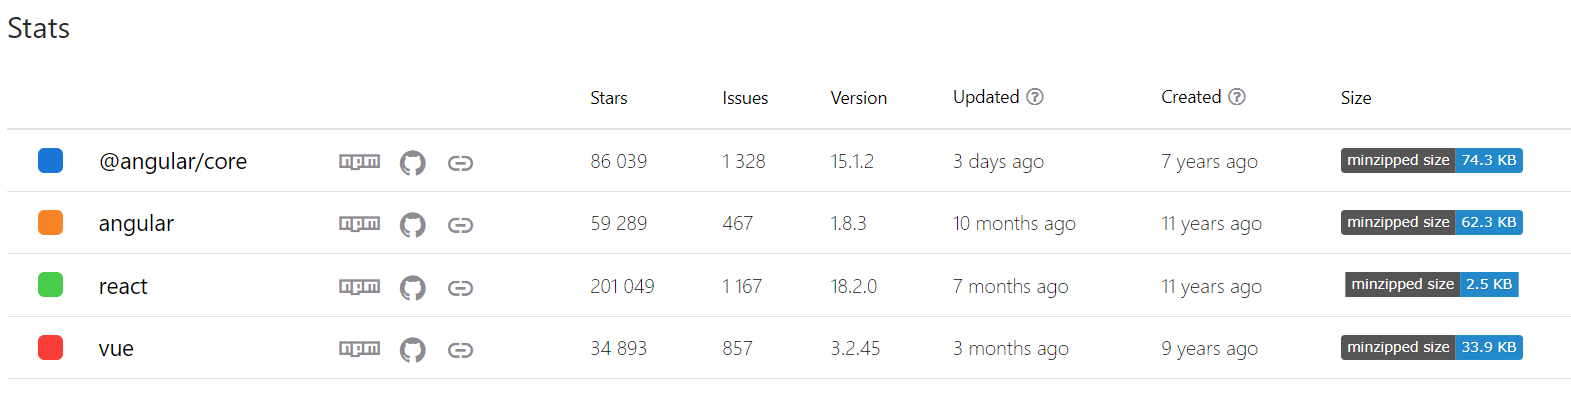 Stats
Stars Issues Version Updated ? Created ? Size
@angular/core npm 86 039 1 328 15.1.2 3 days ago 7 years ago minzipped size 74.3 KB
angular npm 59 289 467 1.8.3 10 months ago 11 years ago minzipped size 62.3 KB
react npm 201 049 1 167 18.2.0 7 months ago 11 years ago minzipped size 2.5 KB
vue npm 34 893 857 3.2.45 3 months ago 9 years ago minzipped size 33.9 KB